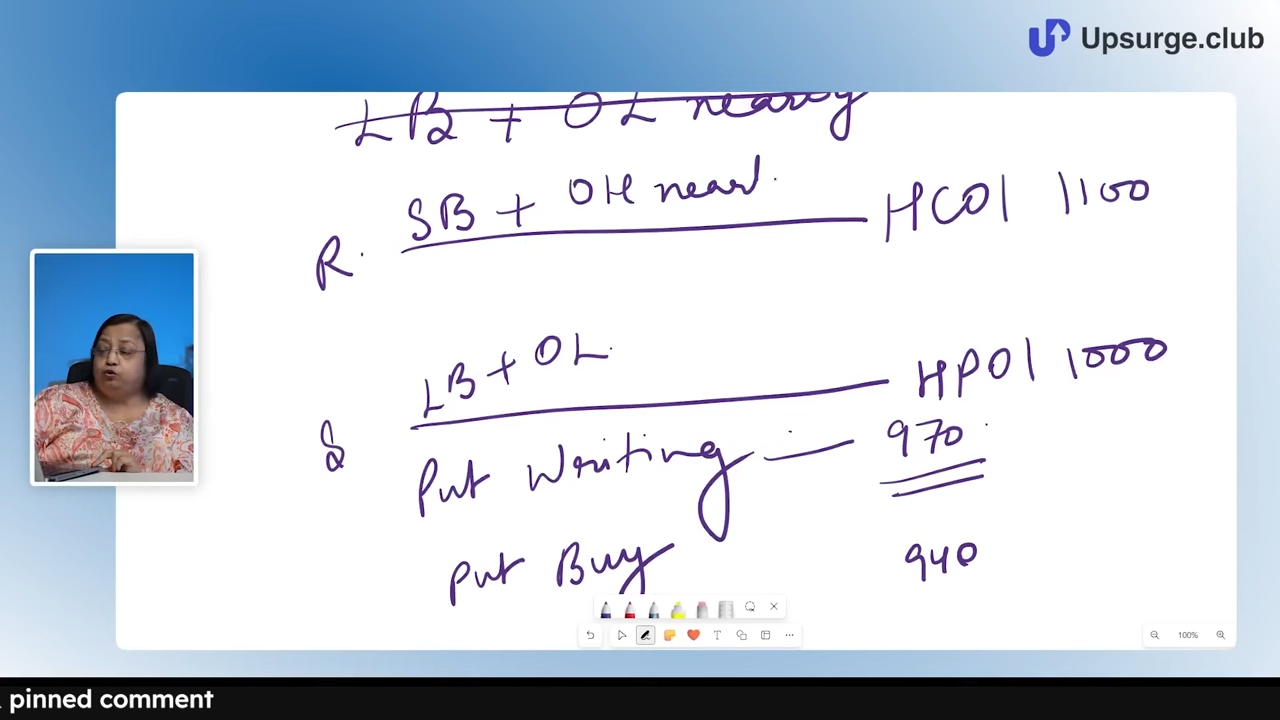 Upsurge.club
LB + OL nearly
SB + OH near.
HCOI 1100
R.
LB + OL
HPOI 1000
S
Put Writing — 970
Put Buy 940
100%
pinned comment